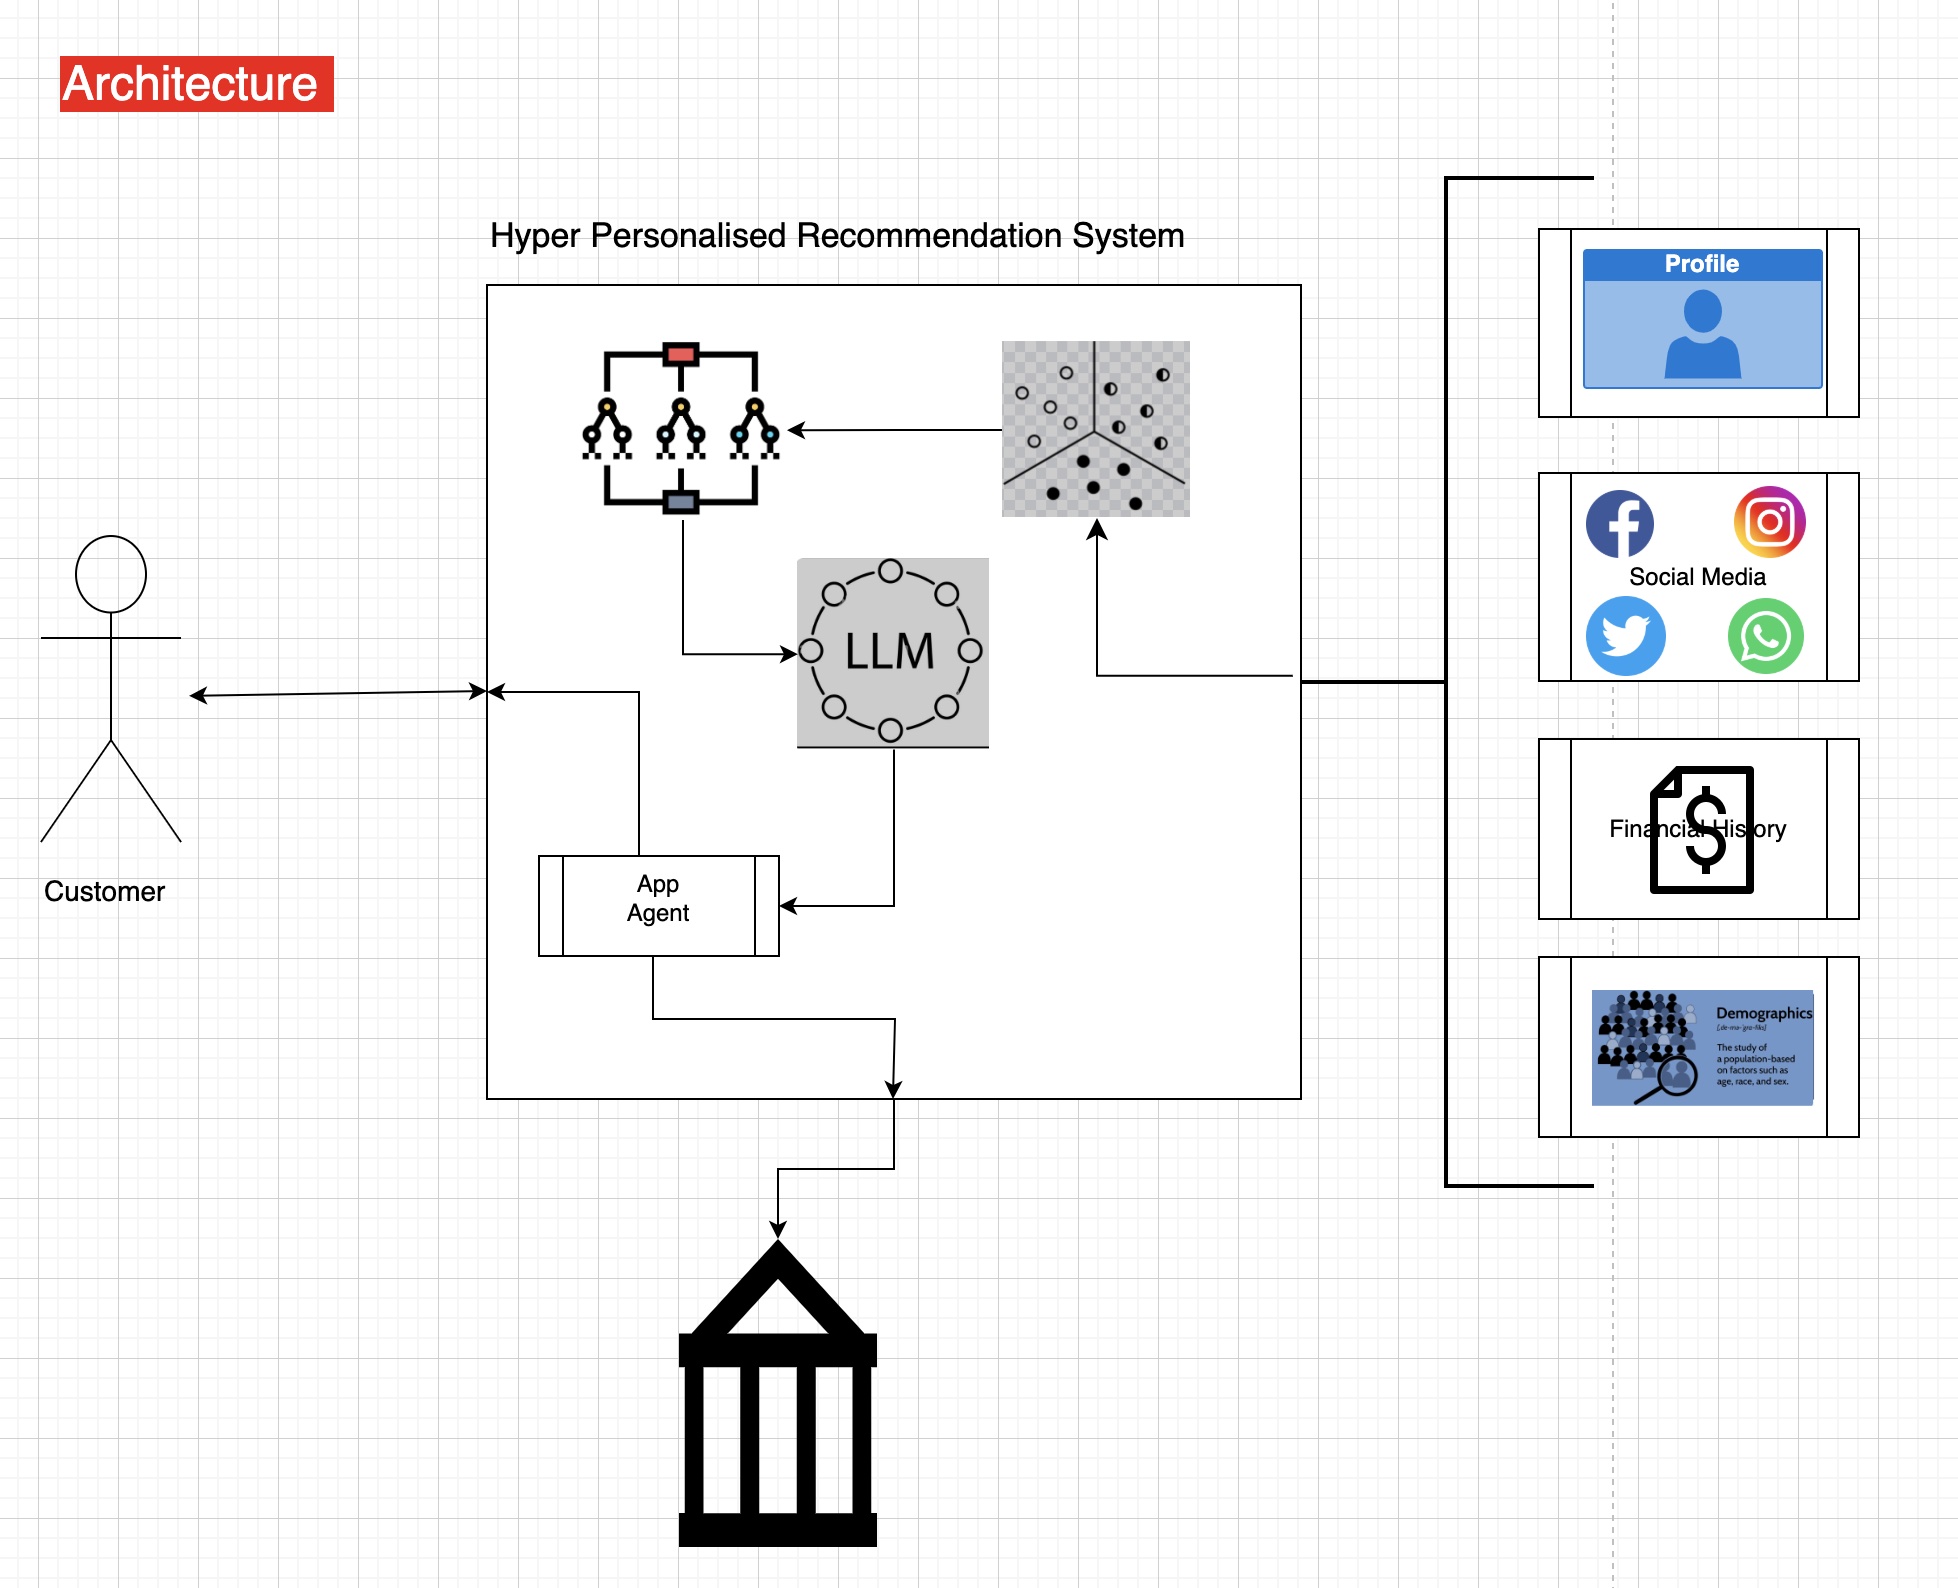 Architecture
Hyper Personalised Recommendation System
Profile
Social Media
LLM
Financial History
App
Agent
Customer
Demographics
[,de-mə-'gra-fiks]
The study of
a population-based
on factors such as
age, race, and sex.